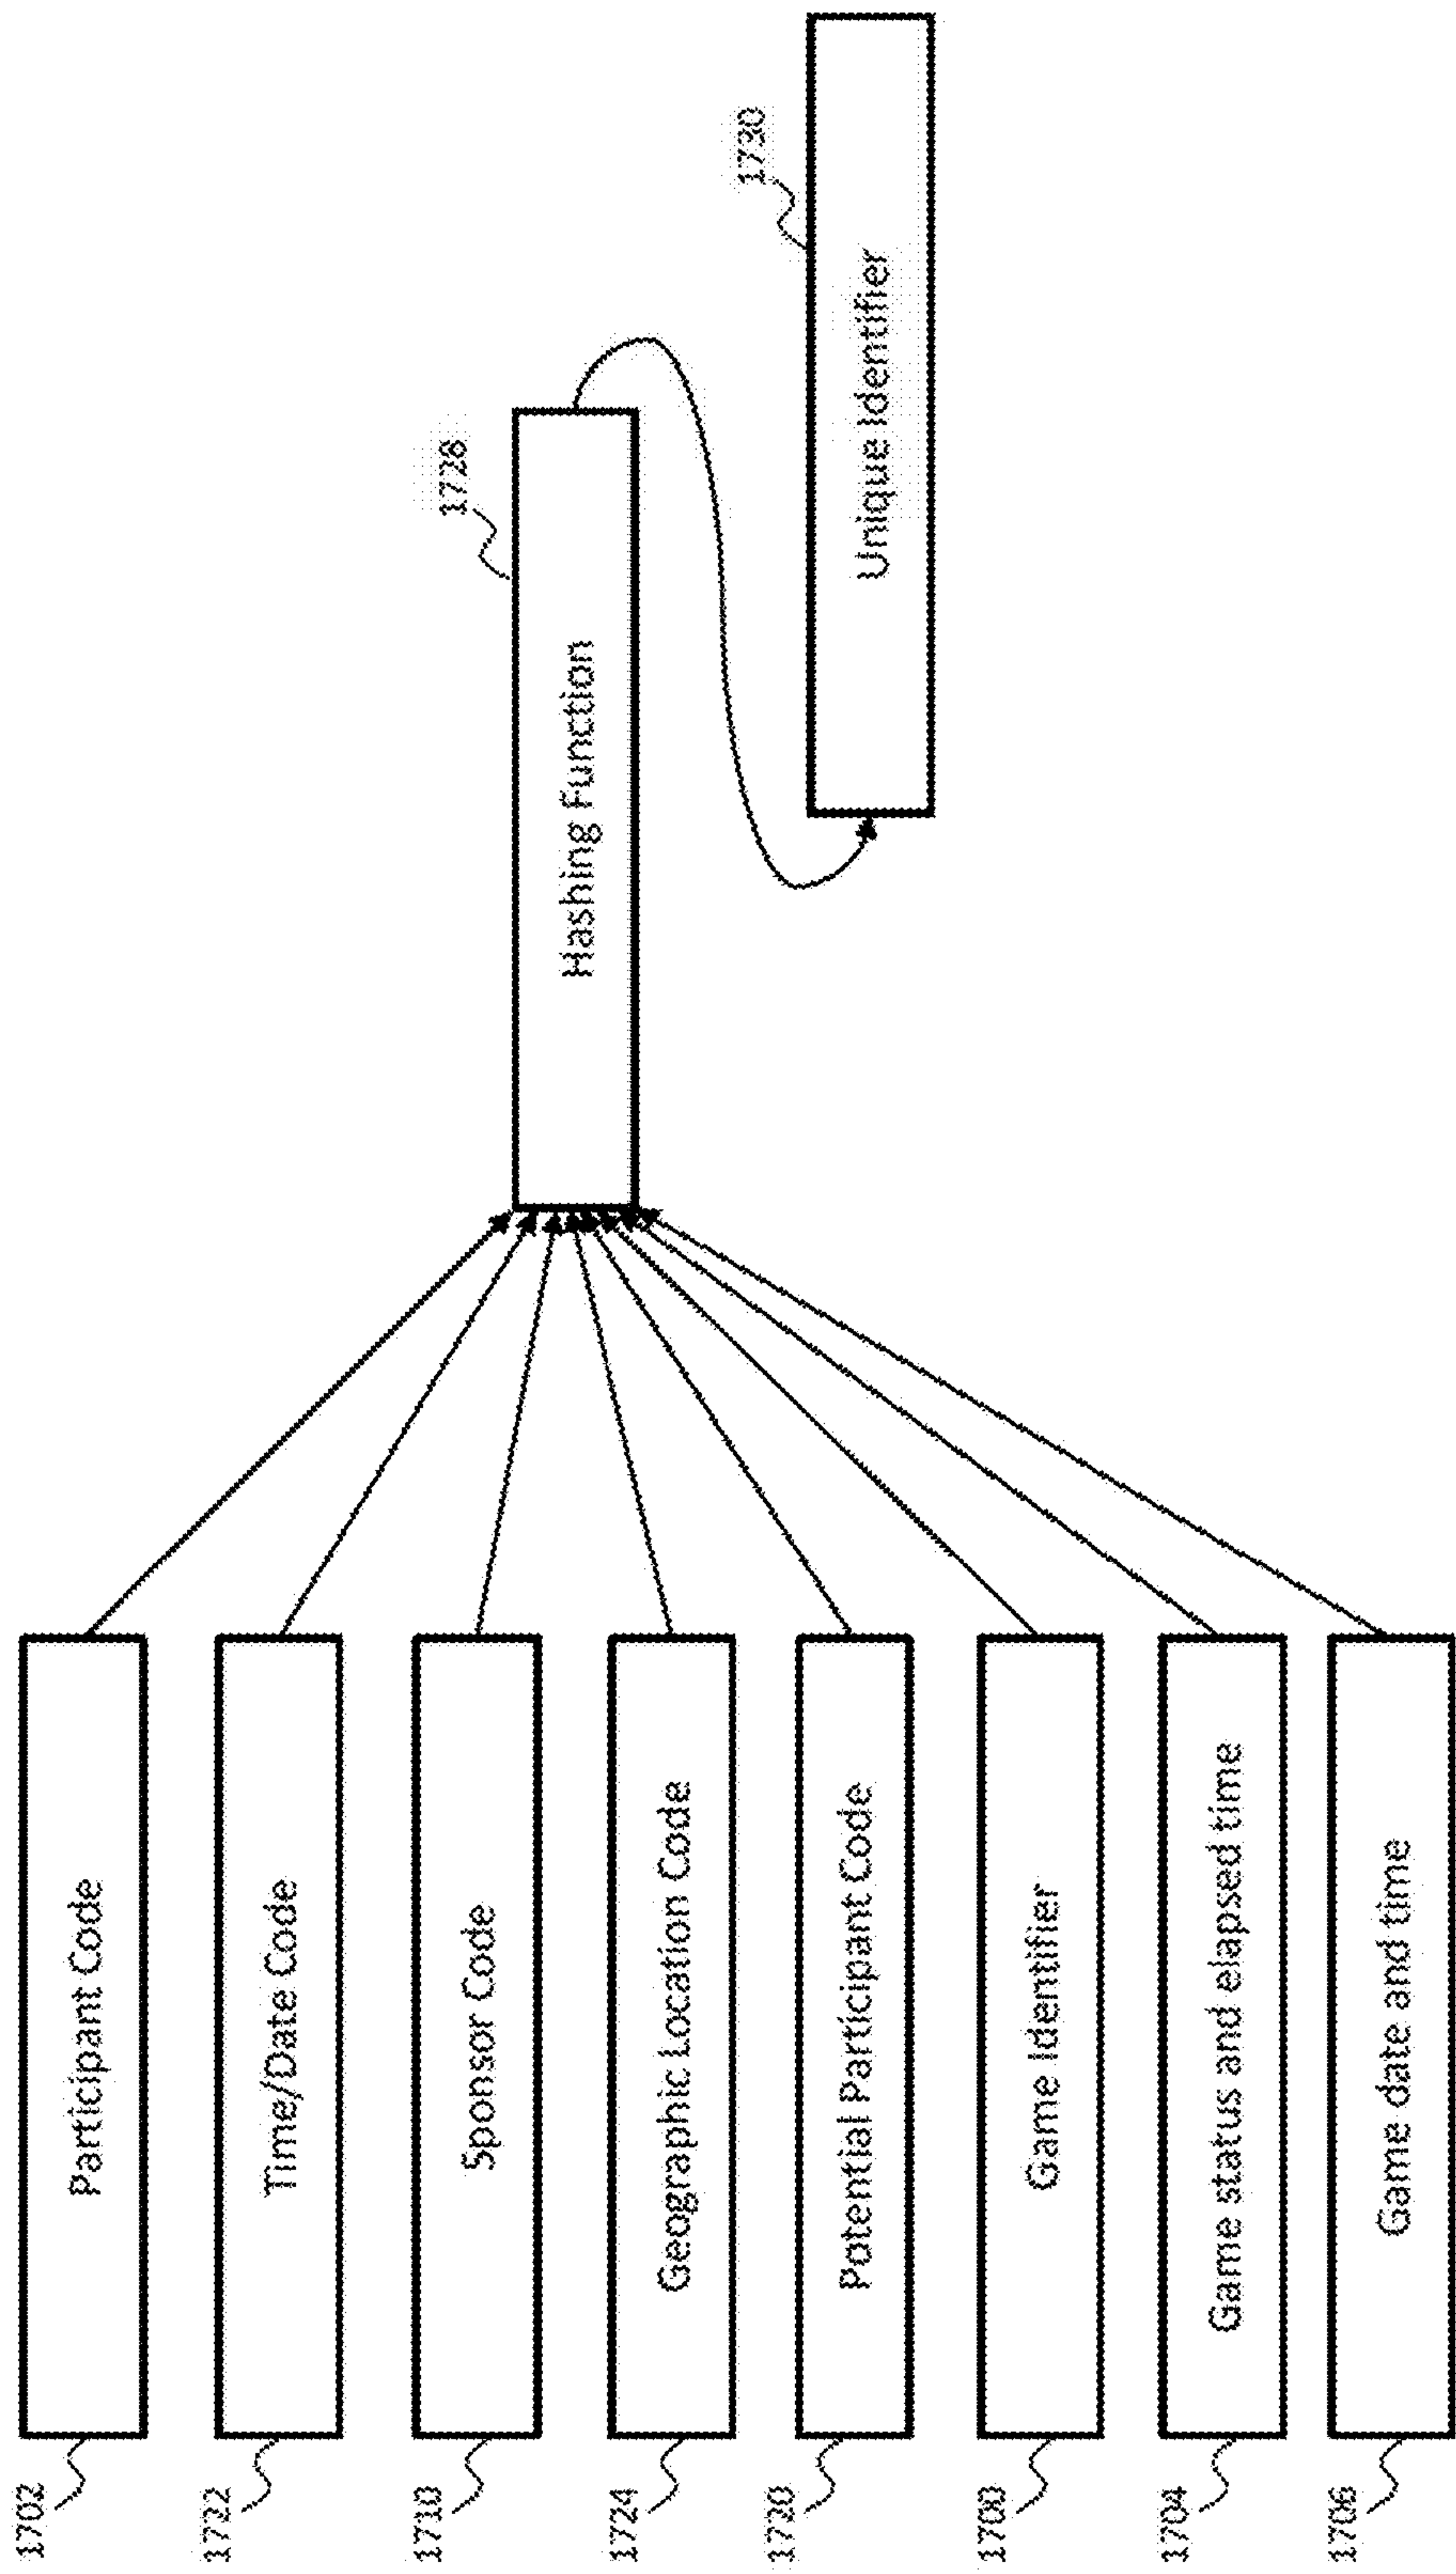 1702
Participant Code
1722
Time/Date Code
1710
Sponsor Code
1724
Geographic Location Code
1720
Potential Participant Code
1700
Game Identifier
1704
Game status and elapsed time
1706
Game date and time
1728
Hashing Function
1730
Unique Identifier